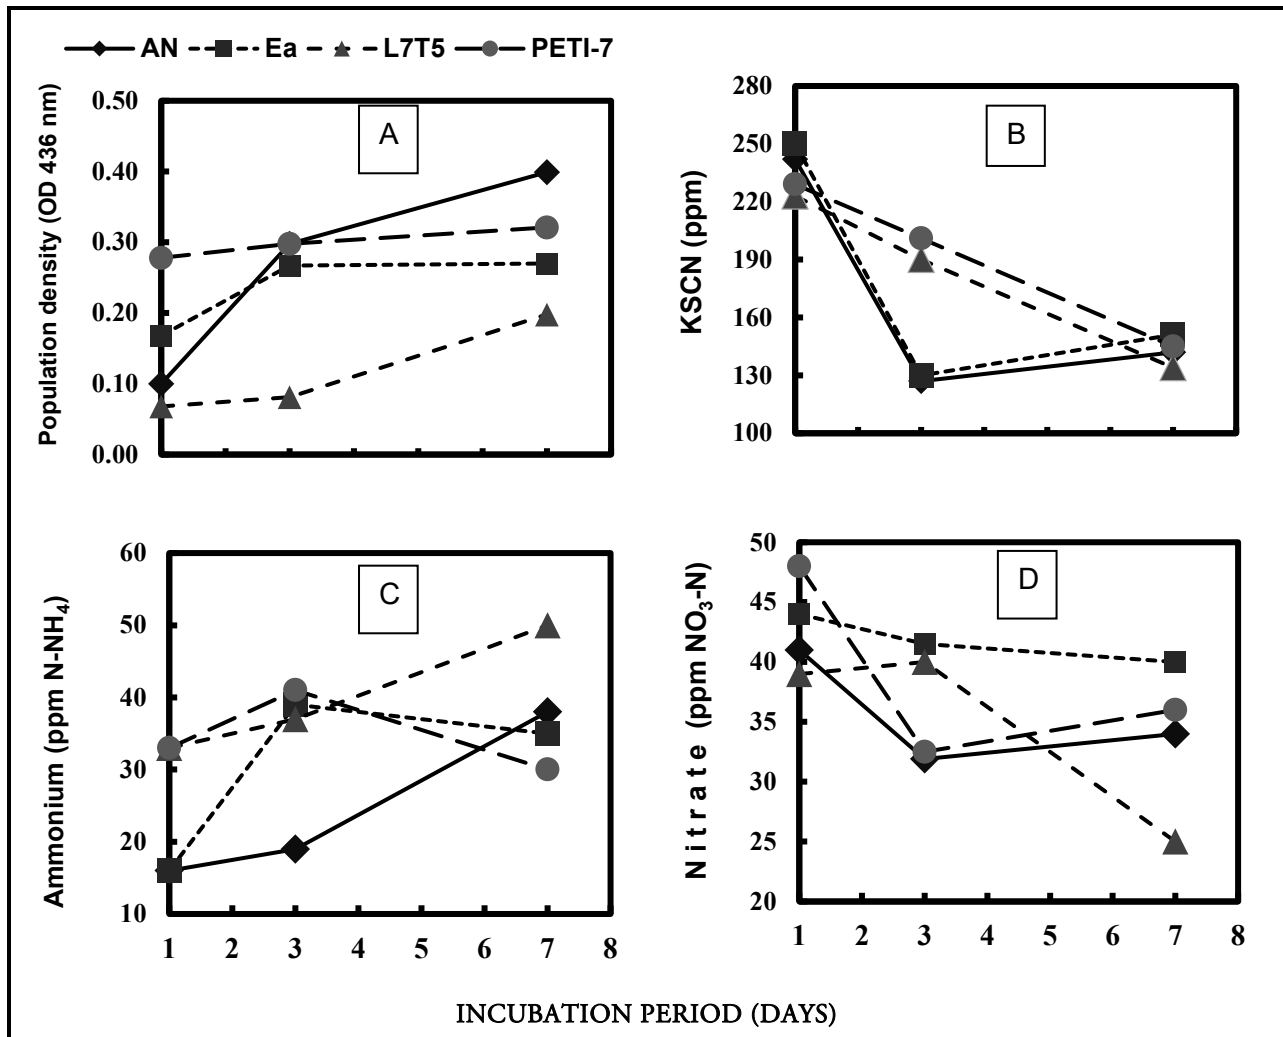 AN Ea L7T5 PETI-7
A
Population density (OD 436 nm)
0.50
0.40
0.30
0.20
0.10
0.00
B
KSCN (ppm)
280
250
220
190
160
130
100
C
Ammonium (ppm N-NH4)
60
50
40
30
20
10
1 2 3 4 5 6 7 8
D
Nitrate (ppm NO3-N)
50
45
40
35
30
25
20
1 2 3 4 5 6 7 8
INCUBATION PERIOD (DAYS)